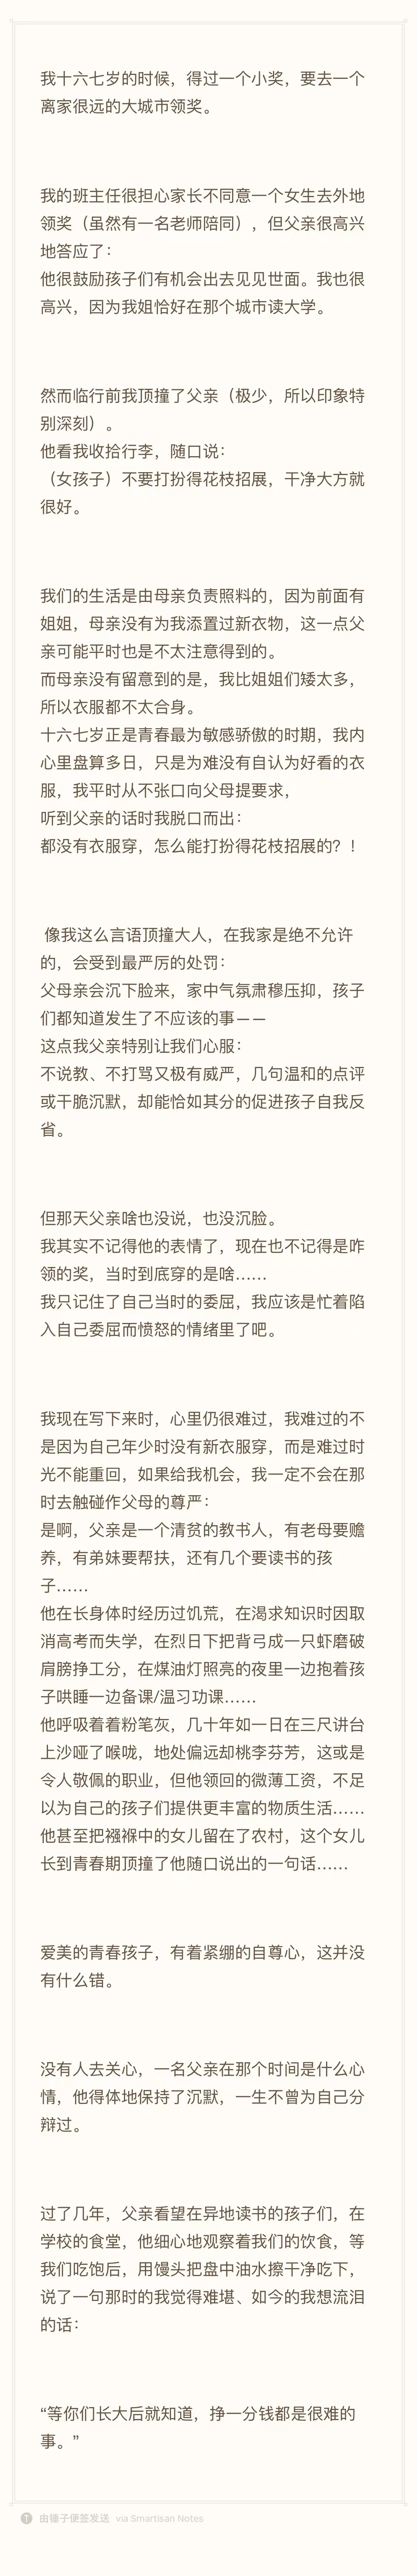 我十六七岁的时候，得过一个小奖，要去一个
离家很远的大城市领奖。
我的班主任很担心家长不同意一个女生去外地
领奖（虽然有一名老师陪同），但父亲很高兴
地答应了：
他很鼓励孩子们有机会出去见见世面。我也很
高兴，因为我姐恰好在那个城市读大学。
然而临行前我顶撞了父亲（极少，所以印象特
别深刻）。
他看我收拾行李，随口说：
（女孩子）不要打扮得花枝招展，干净大方就
很好。
我们的生活是由母亲负责照料的，因为前面有
姐姐，母亲没有为我添置过新衣物，这一点父
亲可能平时也是不太注意得到的。
而母亲没有留意到的是，我比姐姐们矮太多，
所以衣服都不太合身。
十六七岁正是青春最为敏感骄傲的时期，我内
心里盘算多日，只是为难没有自认为好看的衣
服，我平时从不张口向父母提要求，
听到父亲的话时我脱口而出：
都没有衣服穿，怎么能打扮得花枝招展的？！
像我这么言语顶撞大人，在我家是绝不允许
的，会受到最严厉的处罚：
父母亲会沉下脸来，家中气氛肃穆压抑，孩子
们都知道发生了不应该的事——
这点我父亲特别让我们心服：
不说教、不打骂又极有威严，几句温和的点评
或干脆沉默，却能恰如其分的促进孩子自我反
省。
但那天父亲啥也没说，也没沉脸。
我其实不记得他的表情了，现在也不记得是咋
领的奖，当时到底穿的是啥……
我只记住了自己当时的委屈，我应该是忙着陷
入自己委屈而愤怒的情绪里了吧。
我现在写下来时，心里仍很难过，我难过的不
是因为自己年少时没有新衣服穿，而是难过时
光不能重回，如果给我机会，我一定不会在那
时去触碰作父母的尊严：
是啊，父亲是一个清贫的教书人，有老母要赡
养，有弟妹要帮扶，还有几个要读书的孩
子……
他在长身体时经历过饥荒，在渴求知识时因取
消高考而失学，在烈日下把背弓成一只虾磨破
肩膀挣工分，在煤油灯照亮的夜里一边抱着孩
子哄睡一边备课/温习功课……
他呼吸着着粉笔灰，几十年如一日在三尺讲台
上沙哑了喉咙，地处偏远却桃李芬芳，这或是
令人敬佩的职业，但他领回的微薄工资，不足
以为自己的孩子们提供更丰富的物质生活……
他甚至把襁褓中的女儿留在了农村，这个女儿
长到青春期顶撞了他随口说出的一句话……
爱美的青春孩子，有着紧绷的自尊心，这并没
有什么错。
没有人去关心，一名父亲在那个时间是什么心
情，他得体地保持了沉默，一生不曾为自己分
辩过。
过了几年，父亲看望在异地读书的孩子们，在
学校的食堂，他细心地观察着我们的饮食，等
我们吃饱后，用馒头把盘中油水擦干净吃下，
说了一句那时的我觉得难堪、如今的我想流泪
的话：
“等你们长大后就知道，挣一分钱都是很难的
事。”
由锤子便签发送 via Smartisan Notes